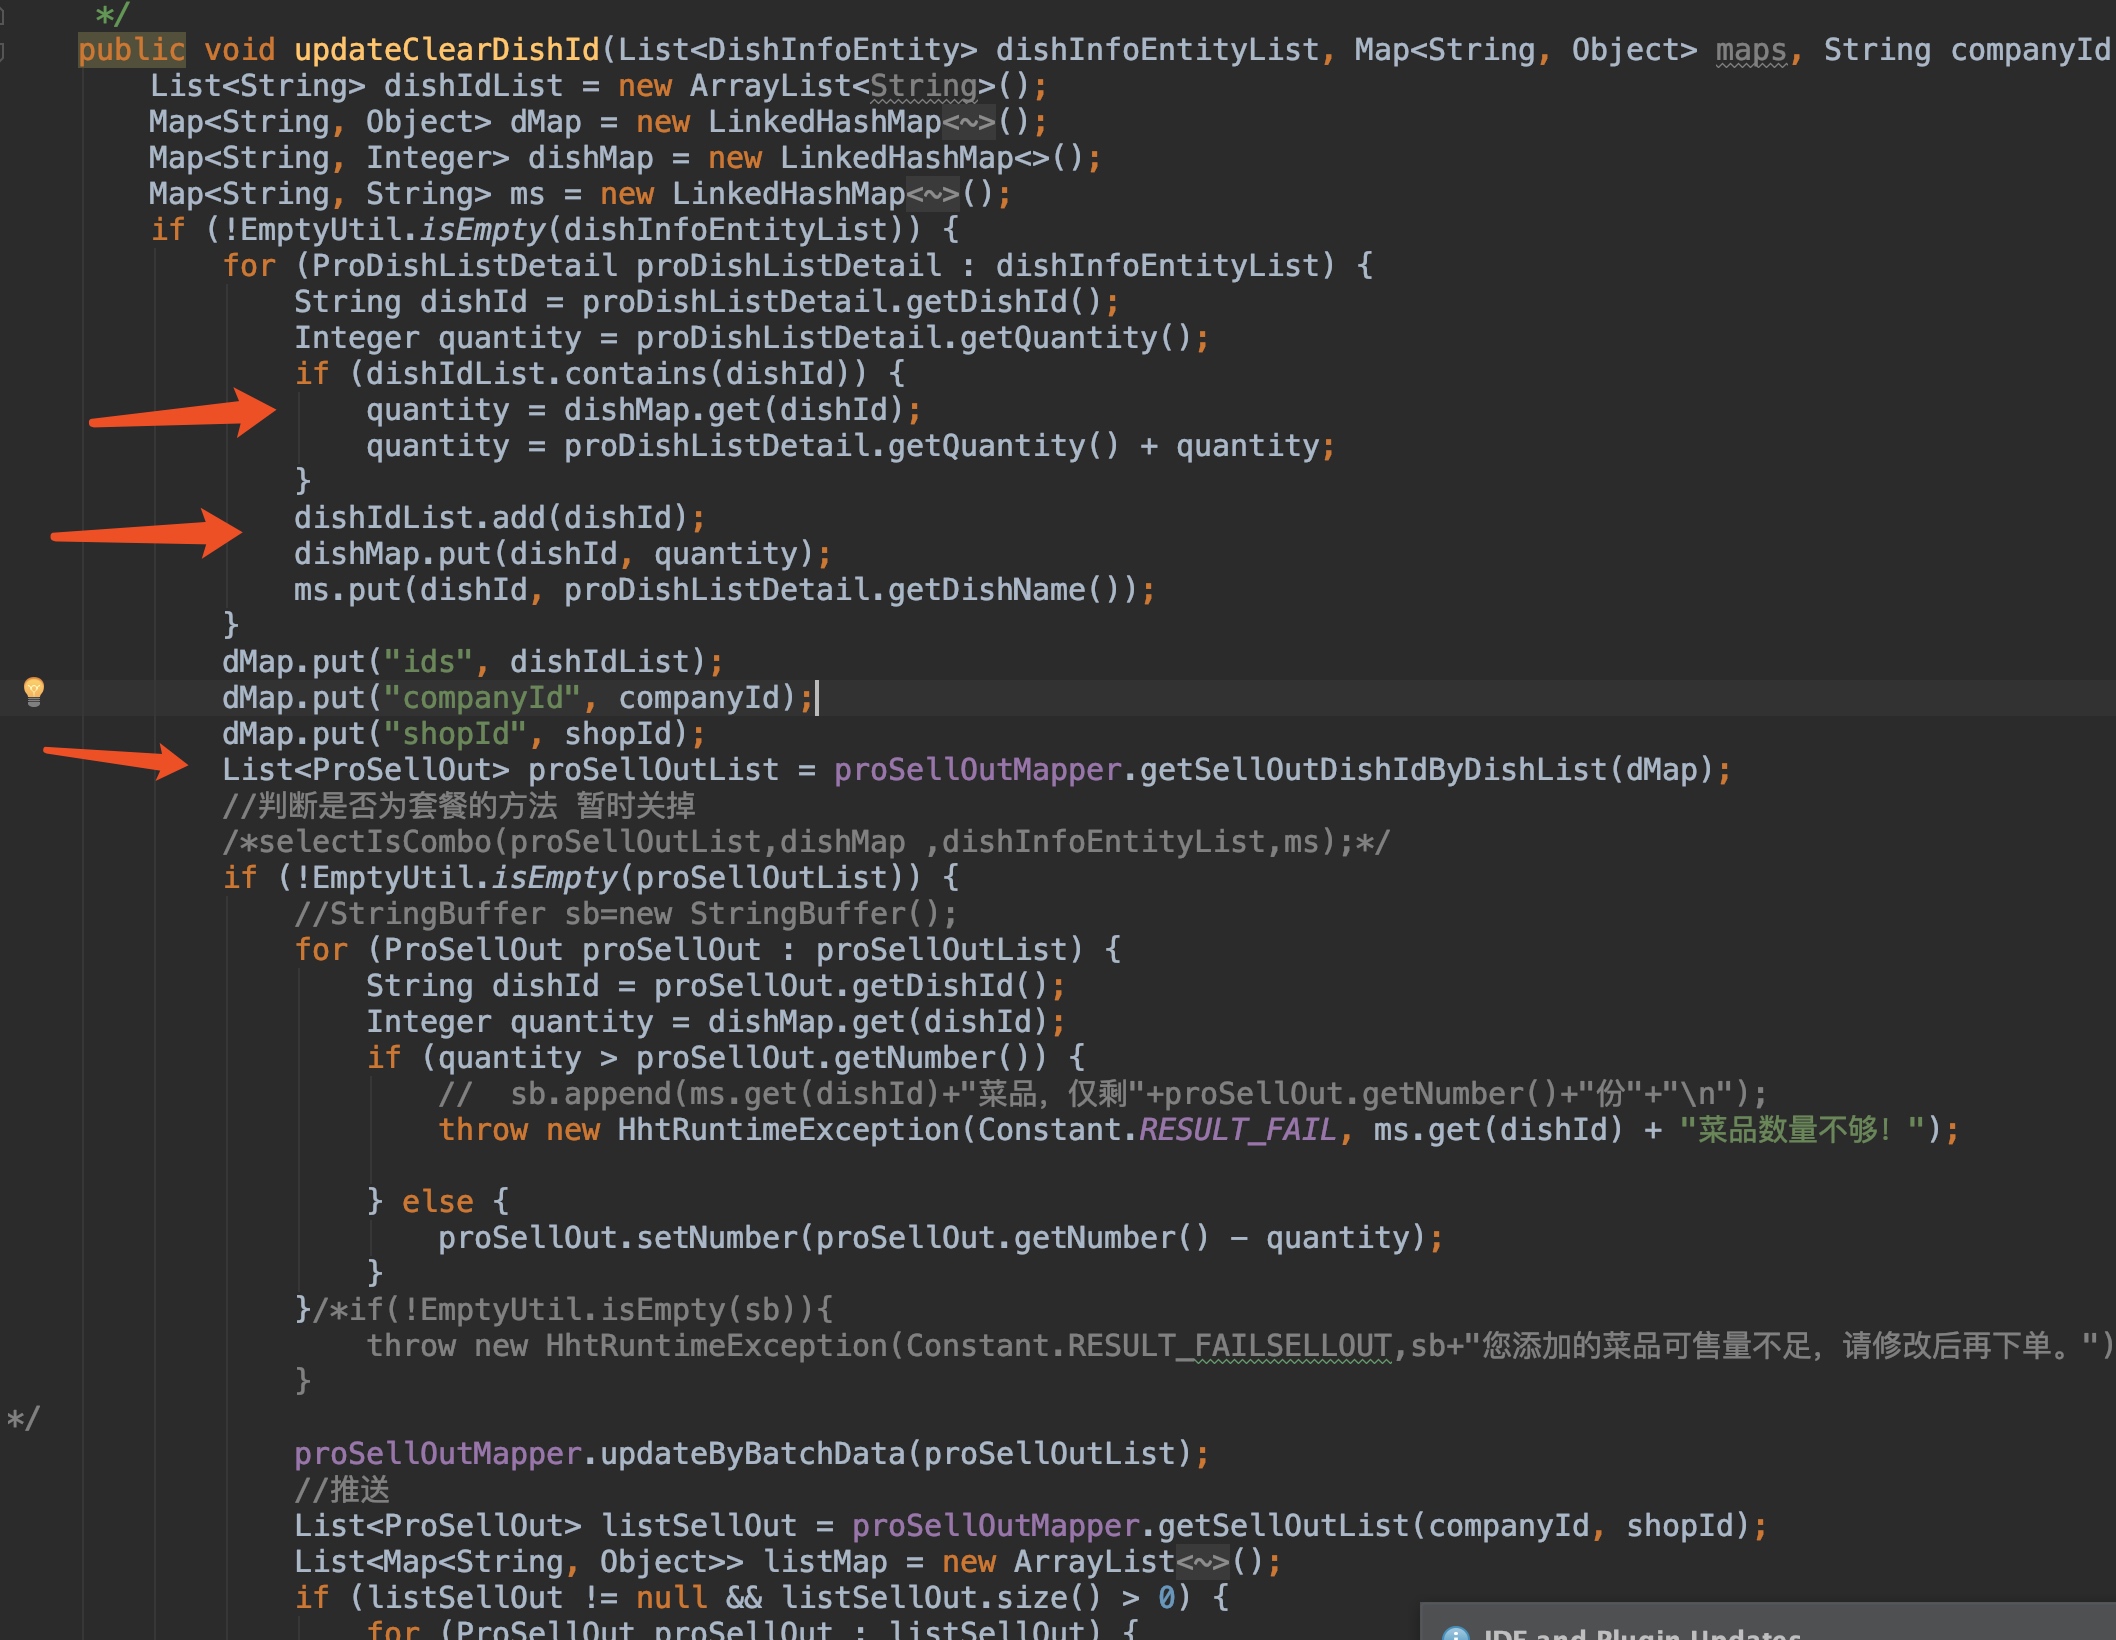 */
public void updateClearDishId(List<DishInfoEntity> dishInfoEntityList, Map<String, Object> maps, String companyId
List<String> dishIdList = new ArrayList<String>();
Map<String, Object> dMap = new LinkedHashMap<~>();
Map<String, Integer> dishMap = new LinkedHashMap<>();
Map<String, String> ms = new LinkedHashMap<~>();
if (!EmptyUtil.isEmpty(dishInfoEntityList)) {
for (ProDishListDetail proDishListDetail : dishInfoEntityList) {
String dishId = proDishListDetail.getDishId();
Integer quantity = proDishListDetail.getQuantity();
if (dishIdList.contains(dishId)) {
quantity = dishMap.get(dishId);
quantity = proDishListDetail.getQuantity() + quantity;
}
dishIdList.add(dishId);
dishMap.put(dishId, quantity);
ms.put(dishId, proDishListDetail.getDishName());
}
dMap.put("ids", dishIdList);
dMap.put("companyId", companyId);
dMap.put("shopId", shopId);
List<ProSellOut> proSellOutList = proSellOutMapper.getSellOutDishIdByDishList(dMap);
//判断是否为套餐的方法 暂时关掉
/*selectIsCombo(proSellOutList,dishMap ,dishInfoEntityList,ms);*/
if (!EmptyUtil.isEmpty(proSellOutList)) {
//StringBuffer sb=new StringBuffer();
for (ProSellOut proSellOut : proSellOutList) {
String dishId = proSellOut.getDishId();
Integer quantity = dishMap.get(dishId);
if (quantity > proSellOut.getNumber()) {
//  sb.append(ms.get(dishId)+"菜品，仅剩"+proSellOut.getNumber()+"份"+"\n");
throw new HhtRuntimeException(Constant.RESULT_FAIL, ms.get(dishId) + "菜品数量不够！");
} else {
proSellOut.setNumber(proSellOut.getNumber() - quantity);
}
}/*if(!EmptyUtil.isEmpty(sb)){
throw new HhtRuntimeException(Constant.RESULT_FAILSELLOUT,sb+"您添加的菜品可售量不足，请修改后再下单。")
}
*/
proSellOutMapper.updateByBatchData(proSellOutList);
//推送
List<ProSellOut> listSellOut = proSellOutMapper.getSellOutList(companyId, shopId);
List<Map<String, Object>> listMap = new ArrayList<~>();
if (listSellOut != null && listSellOut.size() > 0) {
for (ProSellOut proSellOut : listSellOut) {
IDE and Plugin Updates